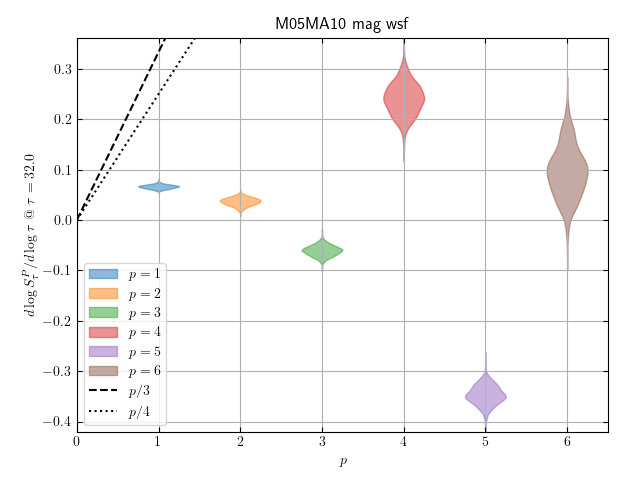 M05MA10 mag wsf
d log S_τ^P / d log τ @ τ = 32.0
0.3
0.2
0.1
0.0
−0.1
−0.2
−0.3
−0.4
p = 1
p = 2
p = 3
p = 4
p = 5
p = 6
p/3
p/4
0 1 2 3 4 5 6
p